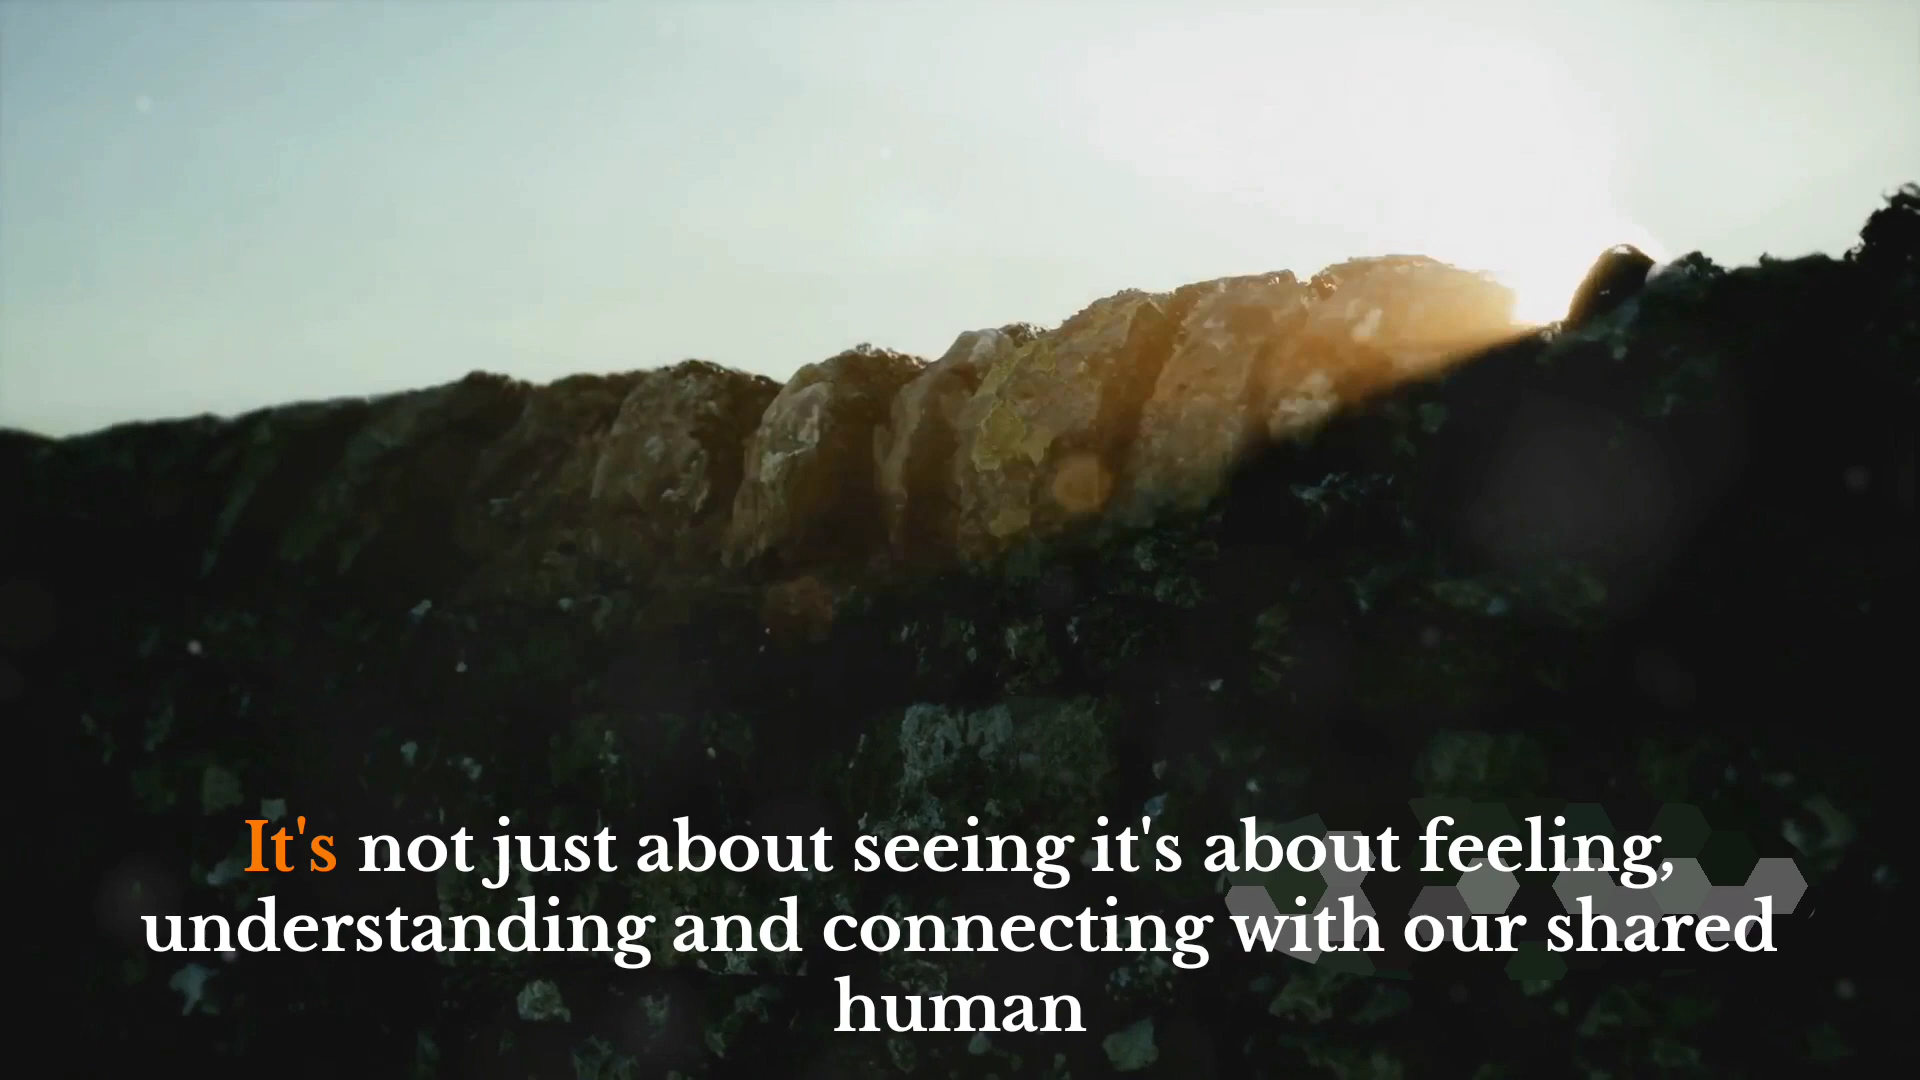 It's not just about seeing it's about feeling,
understanding and connecting with our shared
human